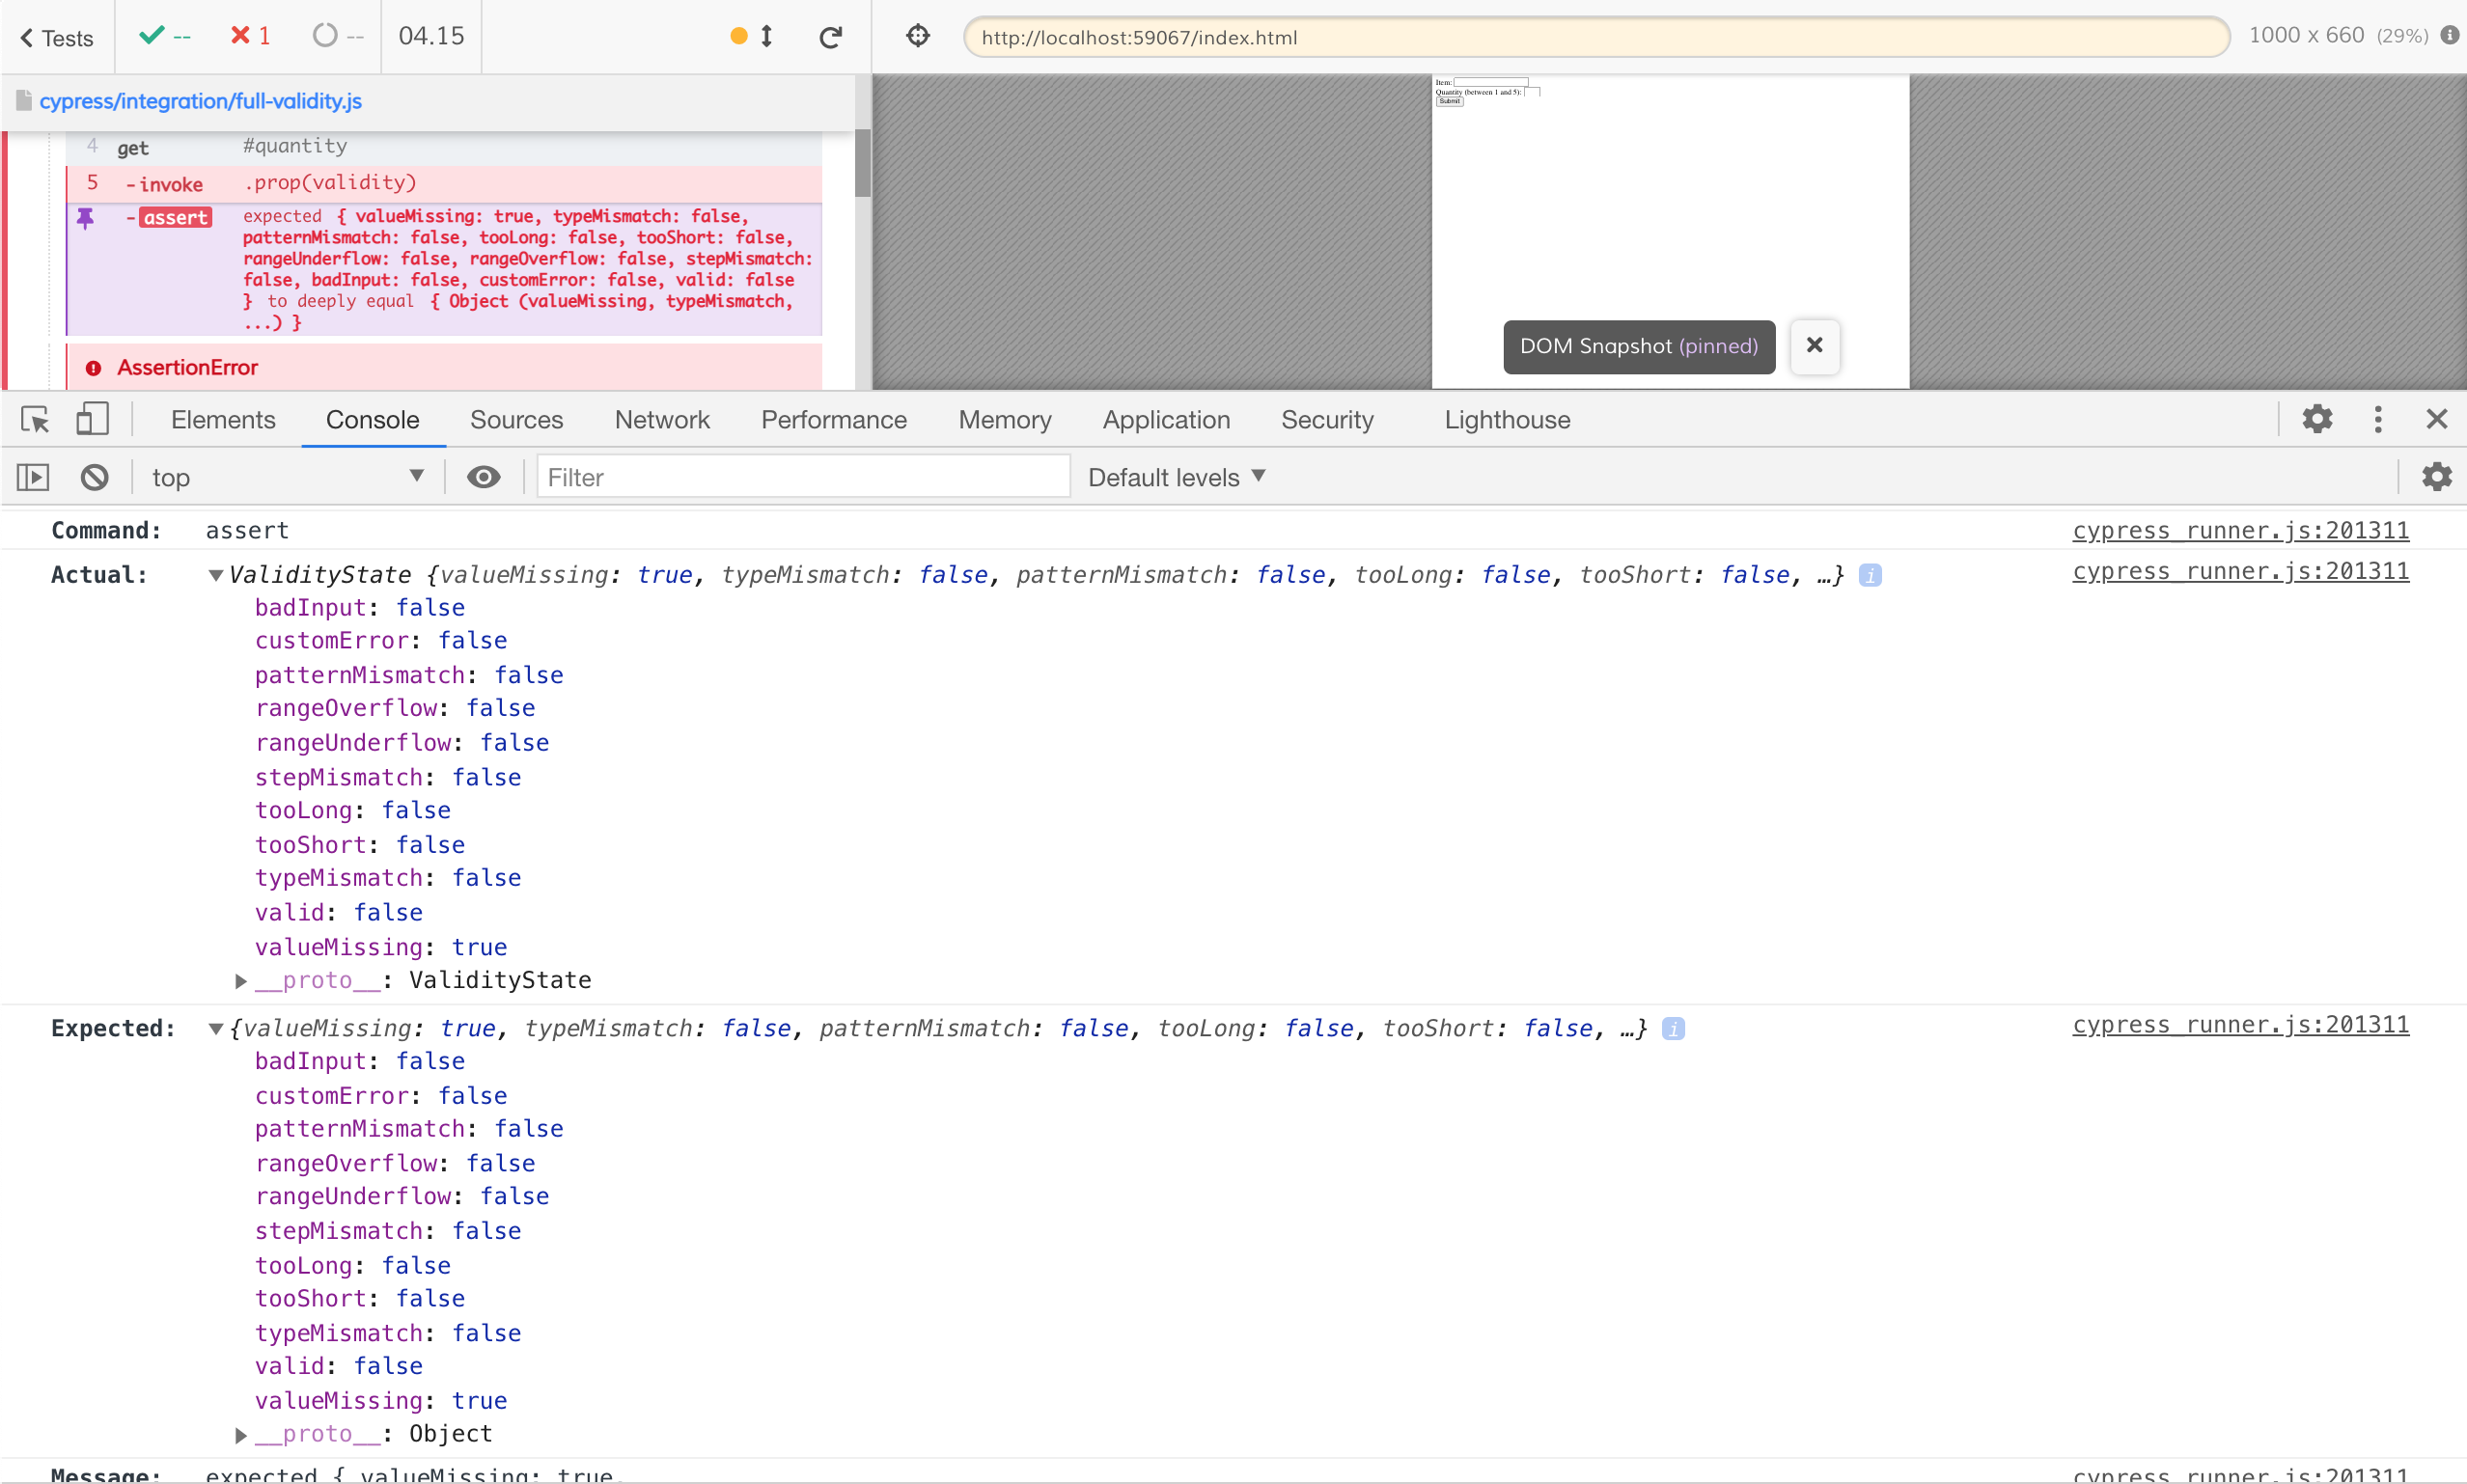 Tests -- 1 -- 04.15 http://localhost:59067/index.html 1000 x 660 (29%)
cypress/integration/full-validity.js
4 get #quantity
5 -invoke .prop(validity)
-assert expected { valueMissing: true, typeMismatch: false,
patternMismatch: false, tooLong: false, tooShort: false,
rangeUnderflow: false, rangeOverflow: false, stepMismatch:
false, badInput: false, customError: false, valid: false
} to deeply equal { Object (valueMissing, typeMismatch,
...) }
AssertionError
Item:
Quantity (between 1 and 5):
Submit
DOM Snapshot (pinned)
Elements Console Sources Network Performance Memory Application Security Lighthouse
top Filter Default levels
Command: assert cypress_runner.js:201311
Actual: ValidityState {valueMissing: true, typeMismatch: false, patternMismatch: false, tooLong: false, tooShort: false, …} i cypress_runner.js:201311
badInput: false
customError: false
patternMismatch: false
rangeOverflow: false
rangeUnderflow: false
stepMismatch: false
tooLong: false
tooShort: false
typeMismatch: false
valid: false
valueMissing: true
__proto__: ValidityState
Expected: {valueMissing: true, typeMismatch: false, patternMismatch: false, tooLong: false, tooShort: false, …} i cypress_runner.js:201311
badInput: false
customError: false
patternMismatch: false
rangeOverflow: false
rangeUnderflow: false
stepMismatch: false
tooLong: false
tooShort: false
typeMismatch: false
valid: false
valueMissing: true
__proto__: Object
Message: expected { valueMissing: true, cypress_runner.js:201311